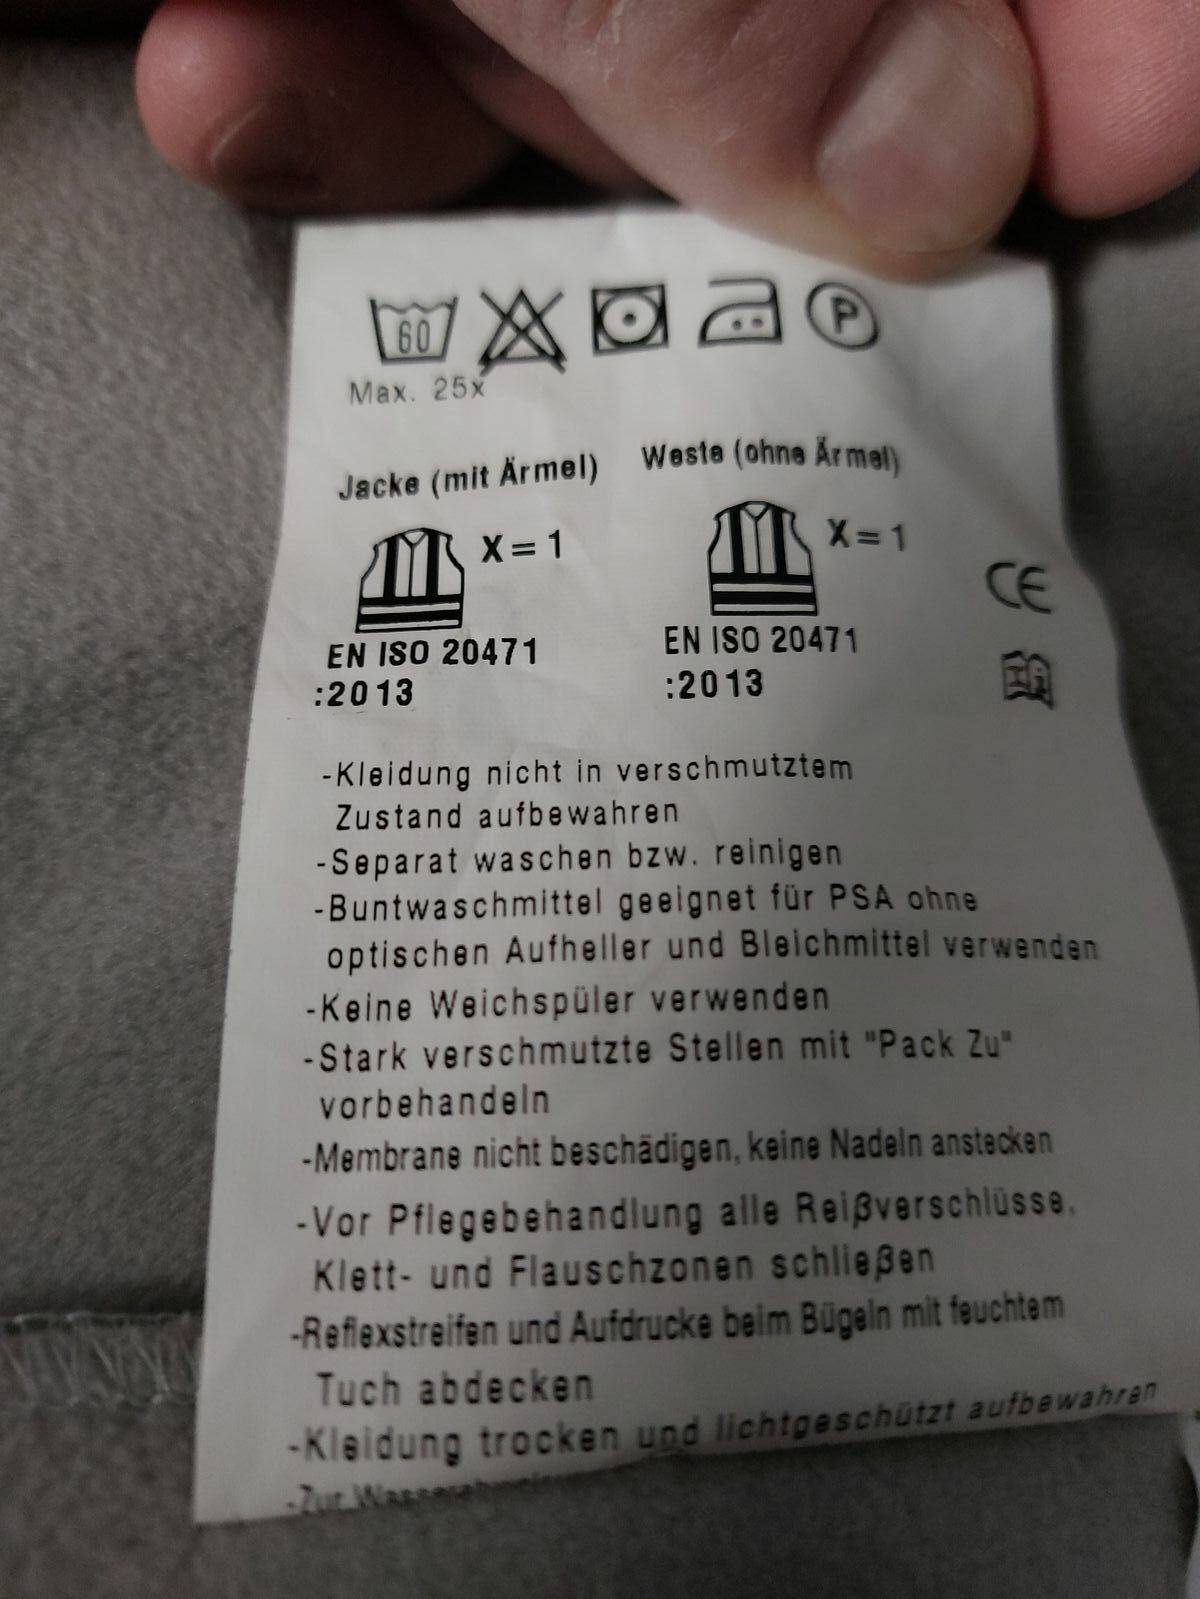 60
P
Max. 25x
Jacke (mit Ärmel) Weste (ohne Ärmel)
X = 1 X = 1
CE
EN ISO 20471 EN ISO 20471
:2013 :2013
-Kleidung nicht in verschmutztem
Zustand aufbewahren
-Separat waschen bzw. reinigen
-Buntwaschmittel geeignet für PSA ohne
optischen Aufheller und Bleichmittel verwenden
-Keine Weichspüler verwenden
-Stark verschmutzte Stellen mit "Pack Zu"
vorbehandeln
-Membrane nicht beschädigen, keine Nadeln anstecken
-Vor Pflegebehandlung alle Reißverschlüsse,
Klett- und Flauschzonen schließen
-Reflexstreifen und Aufdrucke beim Bügeln mit feuchtem
Tuch abdecken
-Kleidung trocken und lichtgeschützt aufbewahren
-Zur